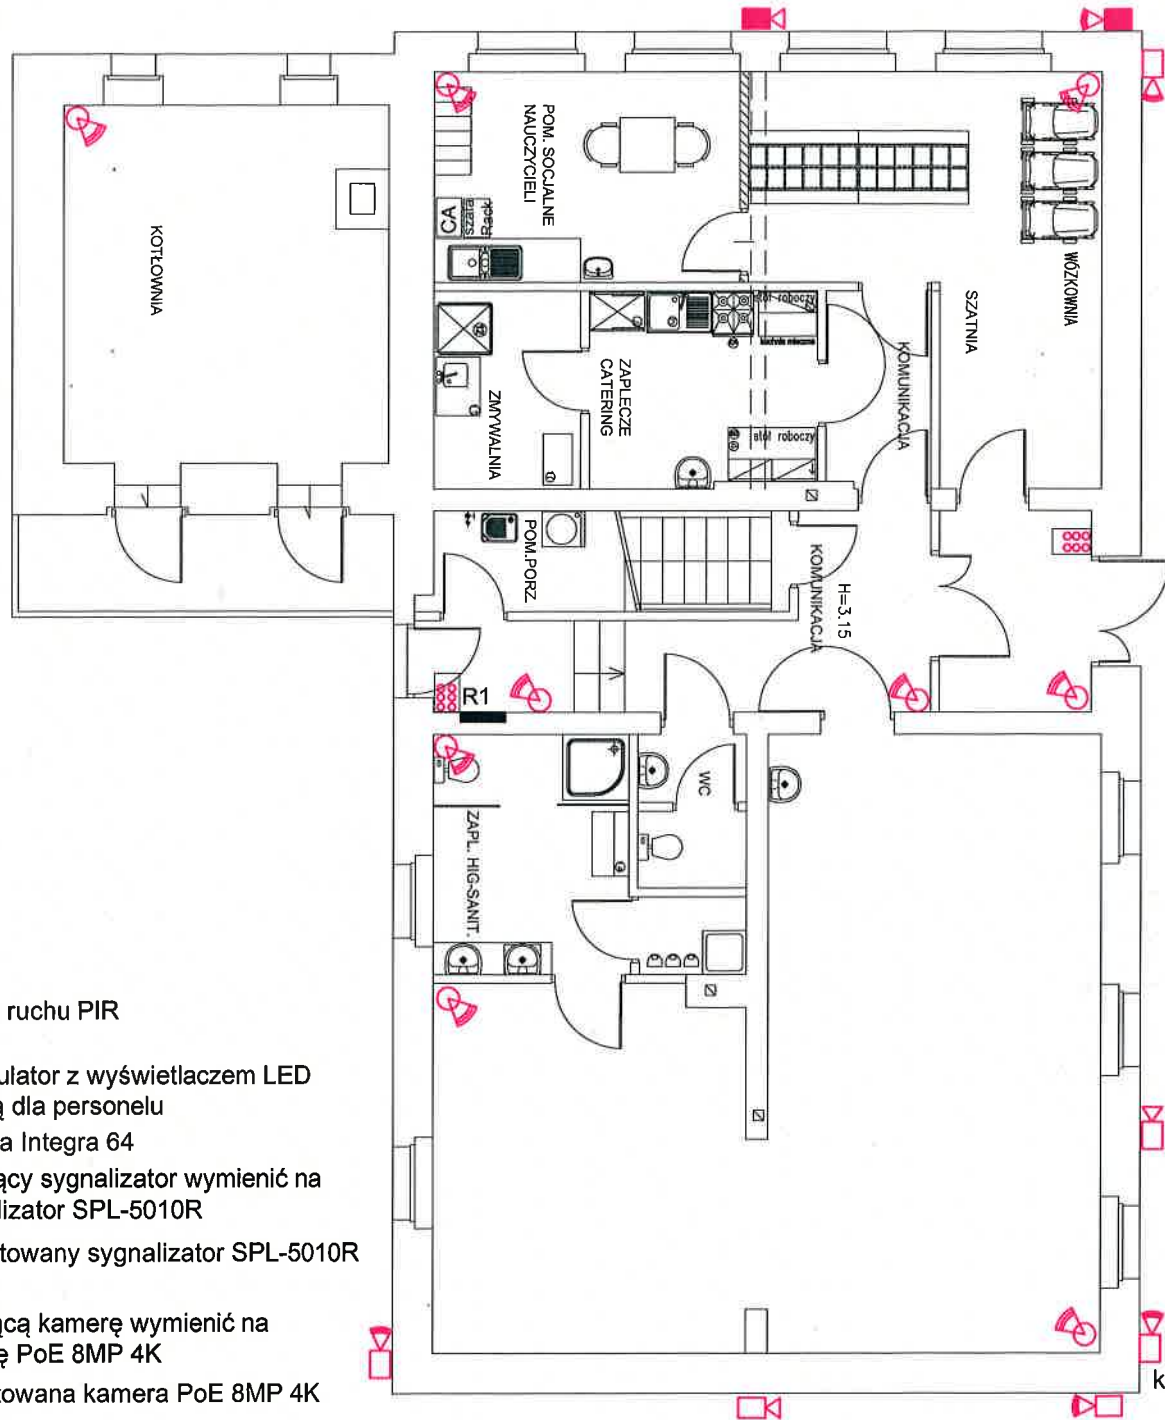 POM. SOCJALNE
NAUCZYCIELI
CA
szafa
Rack
KOTŁOWNIA
WÓZKOWNIA
SZATNIA
stół roboczy
kuchnia mleczna
KOMUNIKACJA
ZAPLECZE
CATERING
ZMYWALNIA
stół roboczy
POM.PORZ.
KOMUNIKACJA
H=3.15
R1
WC
ZAPL. HIG-SANIT.
ruchu PIR
ulator z wyświetlaczem LED
ą dla personelu
a Integra 64
ący sygnalizator wymienić na
lizator SPL-5010R
towany sygnalizator SPL-5010R
ącą kamerę wymienić na
ę PoE 8MP 4K
towana kamera PoE 8MP 4K
k